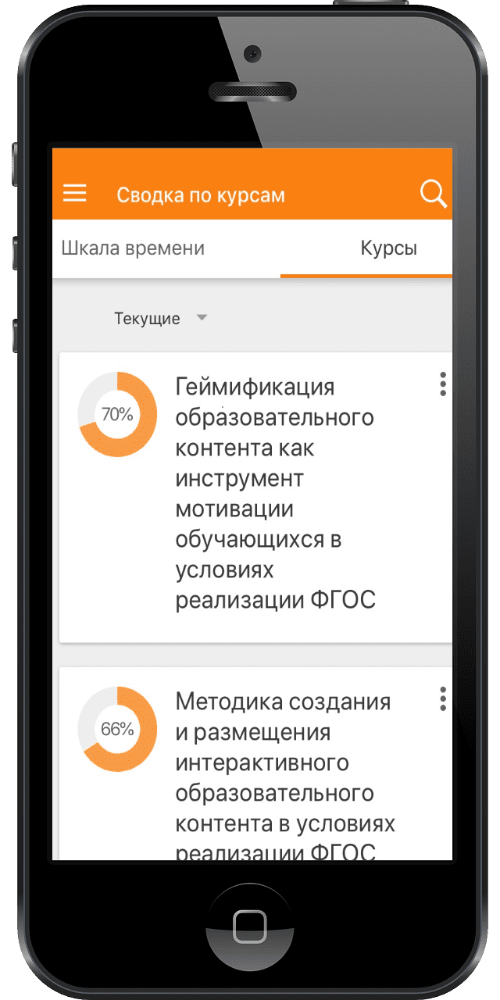 Сводка по курсам
Шкала времени
Курсы
Текущие
70%
Геймификация
образовательного
контента как
инструмент
мотивации
обучающихся в
условиях
реализации ФГОС
66%
Методика создания
и размещения
интерактивного
образовательного
контента в условиях
реализации ФГОС